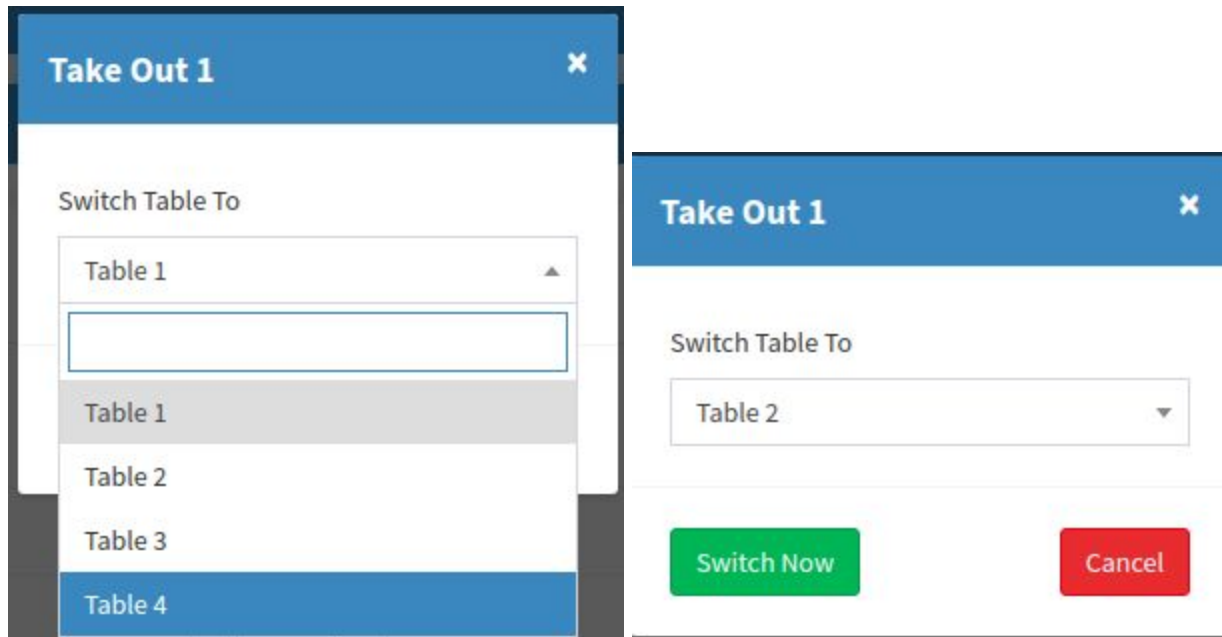 Take Out 1 ×
Switch Table To
Table 1
Table 1
Table 2
Table 3
Table 4
Take Out 1 ×
Switch Table To
Table 2
Switch Now
Cancel